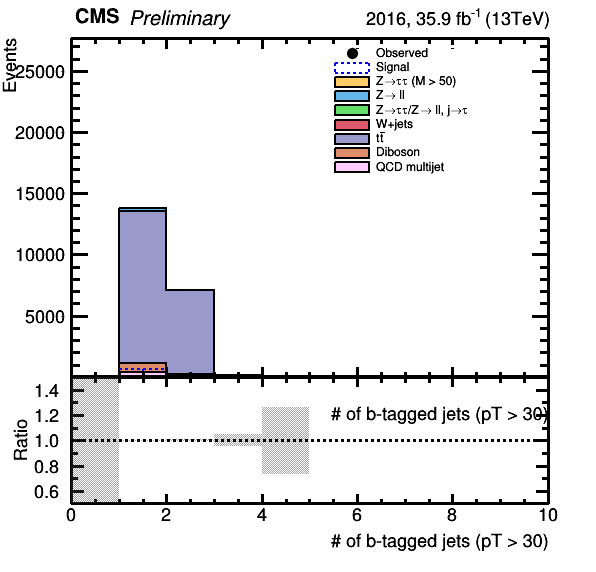 CMS Preliminary 2016, 35.9 fb⁻¹ (13TeV)
Events
25000
20000
15000
10000
5000
Observed
Signal
Z→ττ (M > 50)
Z→ ll
Z→ττ/Z→ ll, j→τ
W+jets
tt̅
Diboson
QCD multijet
Ratio
1.4
1.2
1.0
0.8
0.6
# of b-tagged jets (pT > 30)
0 2 4 6 8 10
# of b-tagged jets (pT > 30)